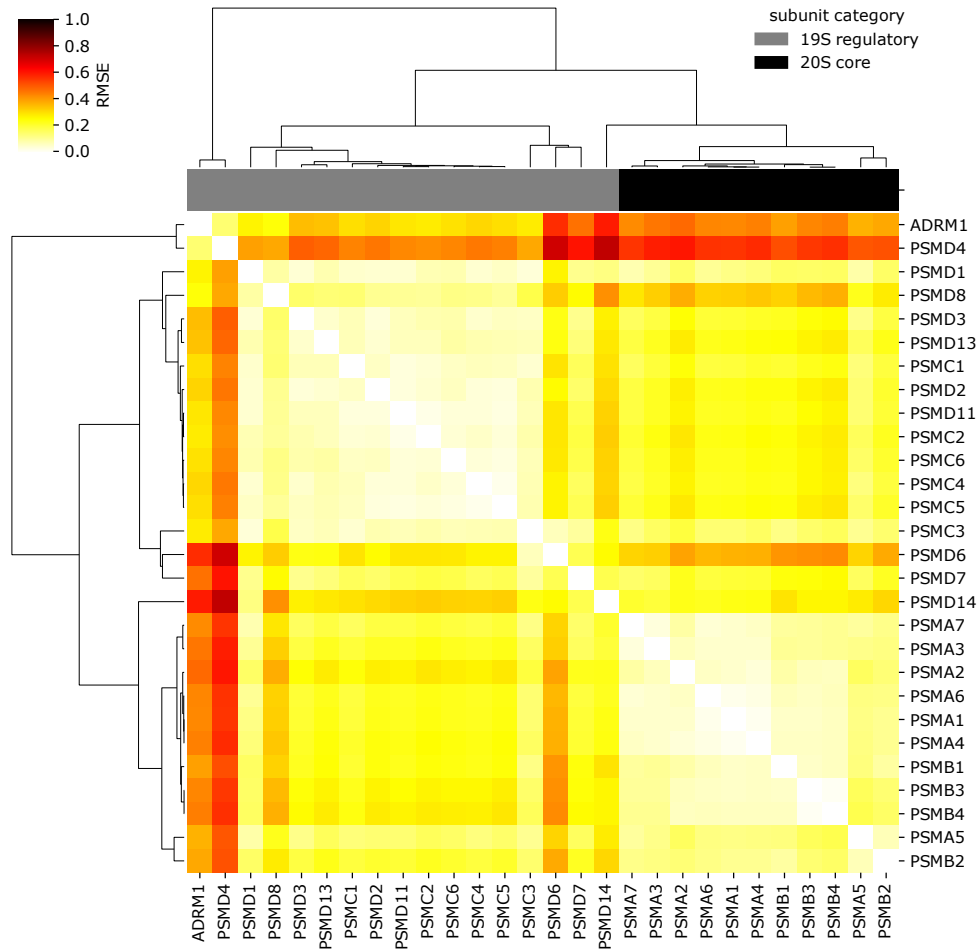 1.0
0.8
0.6
0.4
0.2
0.0
RMSE
subunit category
19S regulatory
20S core
ADRM1
PSMD4
PSMD1
PSMD8
PSMD3
PSMD13
PSMC1
PSMD2
PSMD11
PSMC2
PSMC6
PSMC4
PSMC5
PSMC3
PSMD6
PSMD7
PSMD14
PSMA7
PSMA3
PSMA2
PSMA6
PSMA1
PSMA4
PSMB1
PSMB3
PSMB4
PSMA5
PSMB2
ADRM1
PSMD4
PSMD1
PSMD8
PSMD3
PSMD13
PSMC1
PSMD2
PSMD11
PSMC2
PSMC6
PSMC4
PSMC5
PSMC3
PSMD6
PSMD7
PSMD14
PSMA7
PSMA3
PSMA2
PSMA6
PSMA1
PSMA4
PSMB1
PSMB3
PSMB4
PSMA5
PSMB2